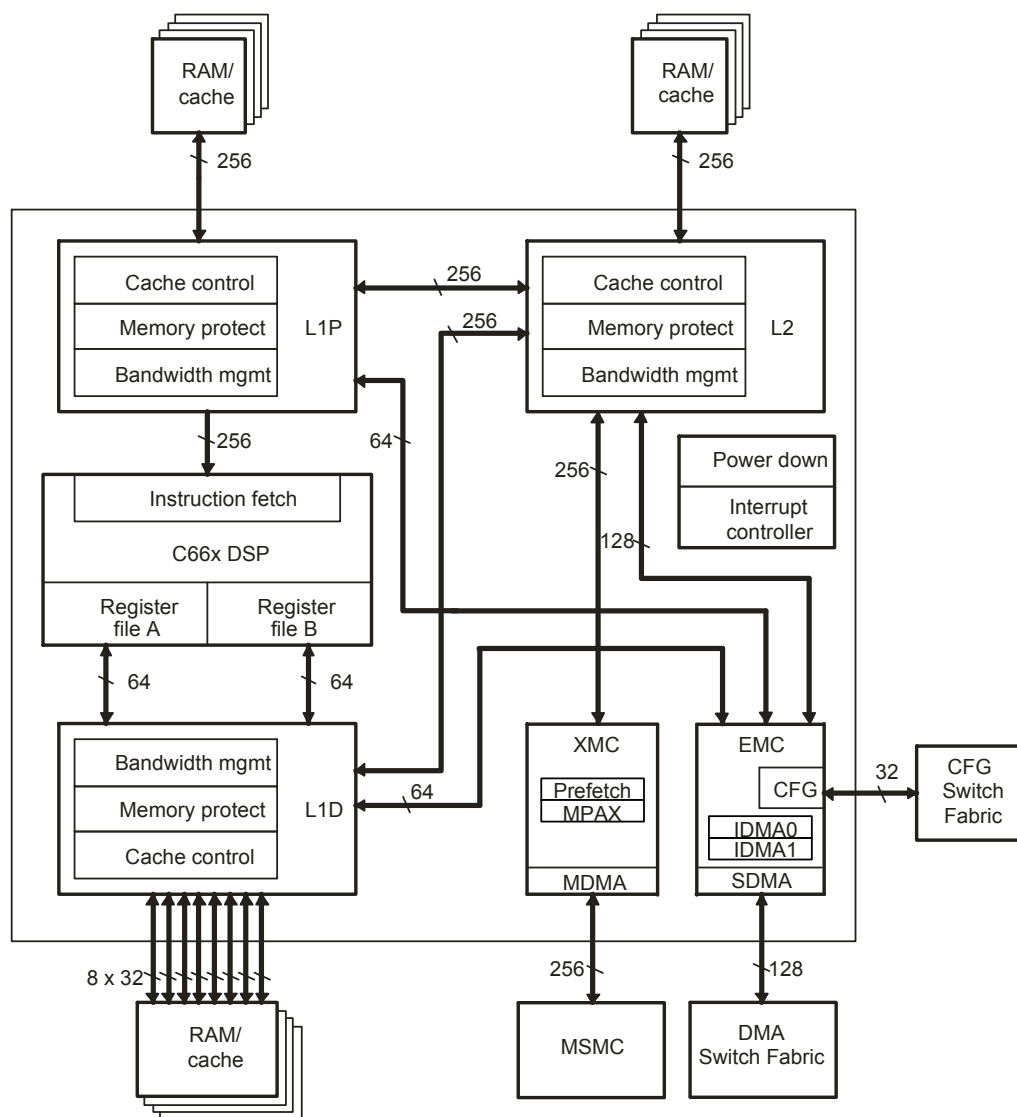 RAM/
cache
RAM/
cache
256
256
Cache control
Memory protect
Bandwidth mgmt
L1P
256
256
Cache control
Memory protect
Bandwidth mgmt
L2
256
64
256
128
Power down
Interrupt
controller
Instruction fetch
C66x DSP
Register
file A
Register
file B
64
64
Bandwidth mgmt
Memory protect
Cache control
L1D
64
XMC
Prefetch
MPAX
MDMA
EMC
CFG
IDMA0
IDMA1
SDMA
32
CFG
Switch
Fabric
8 x 32
256
128
RAM/
cache
MSMC
DMA
Switch Fabric